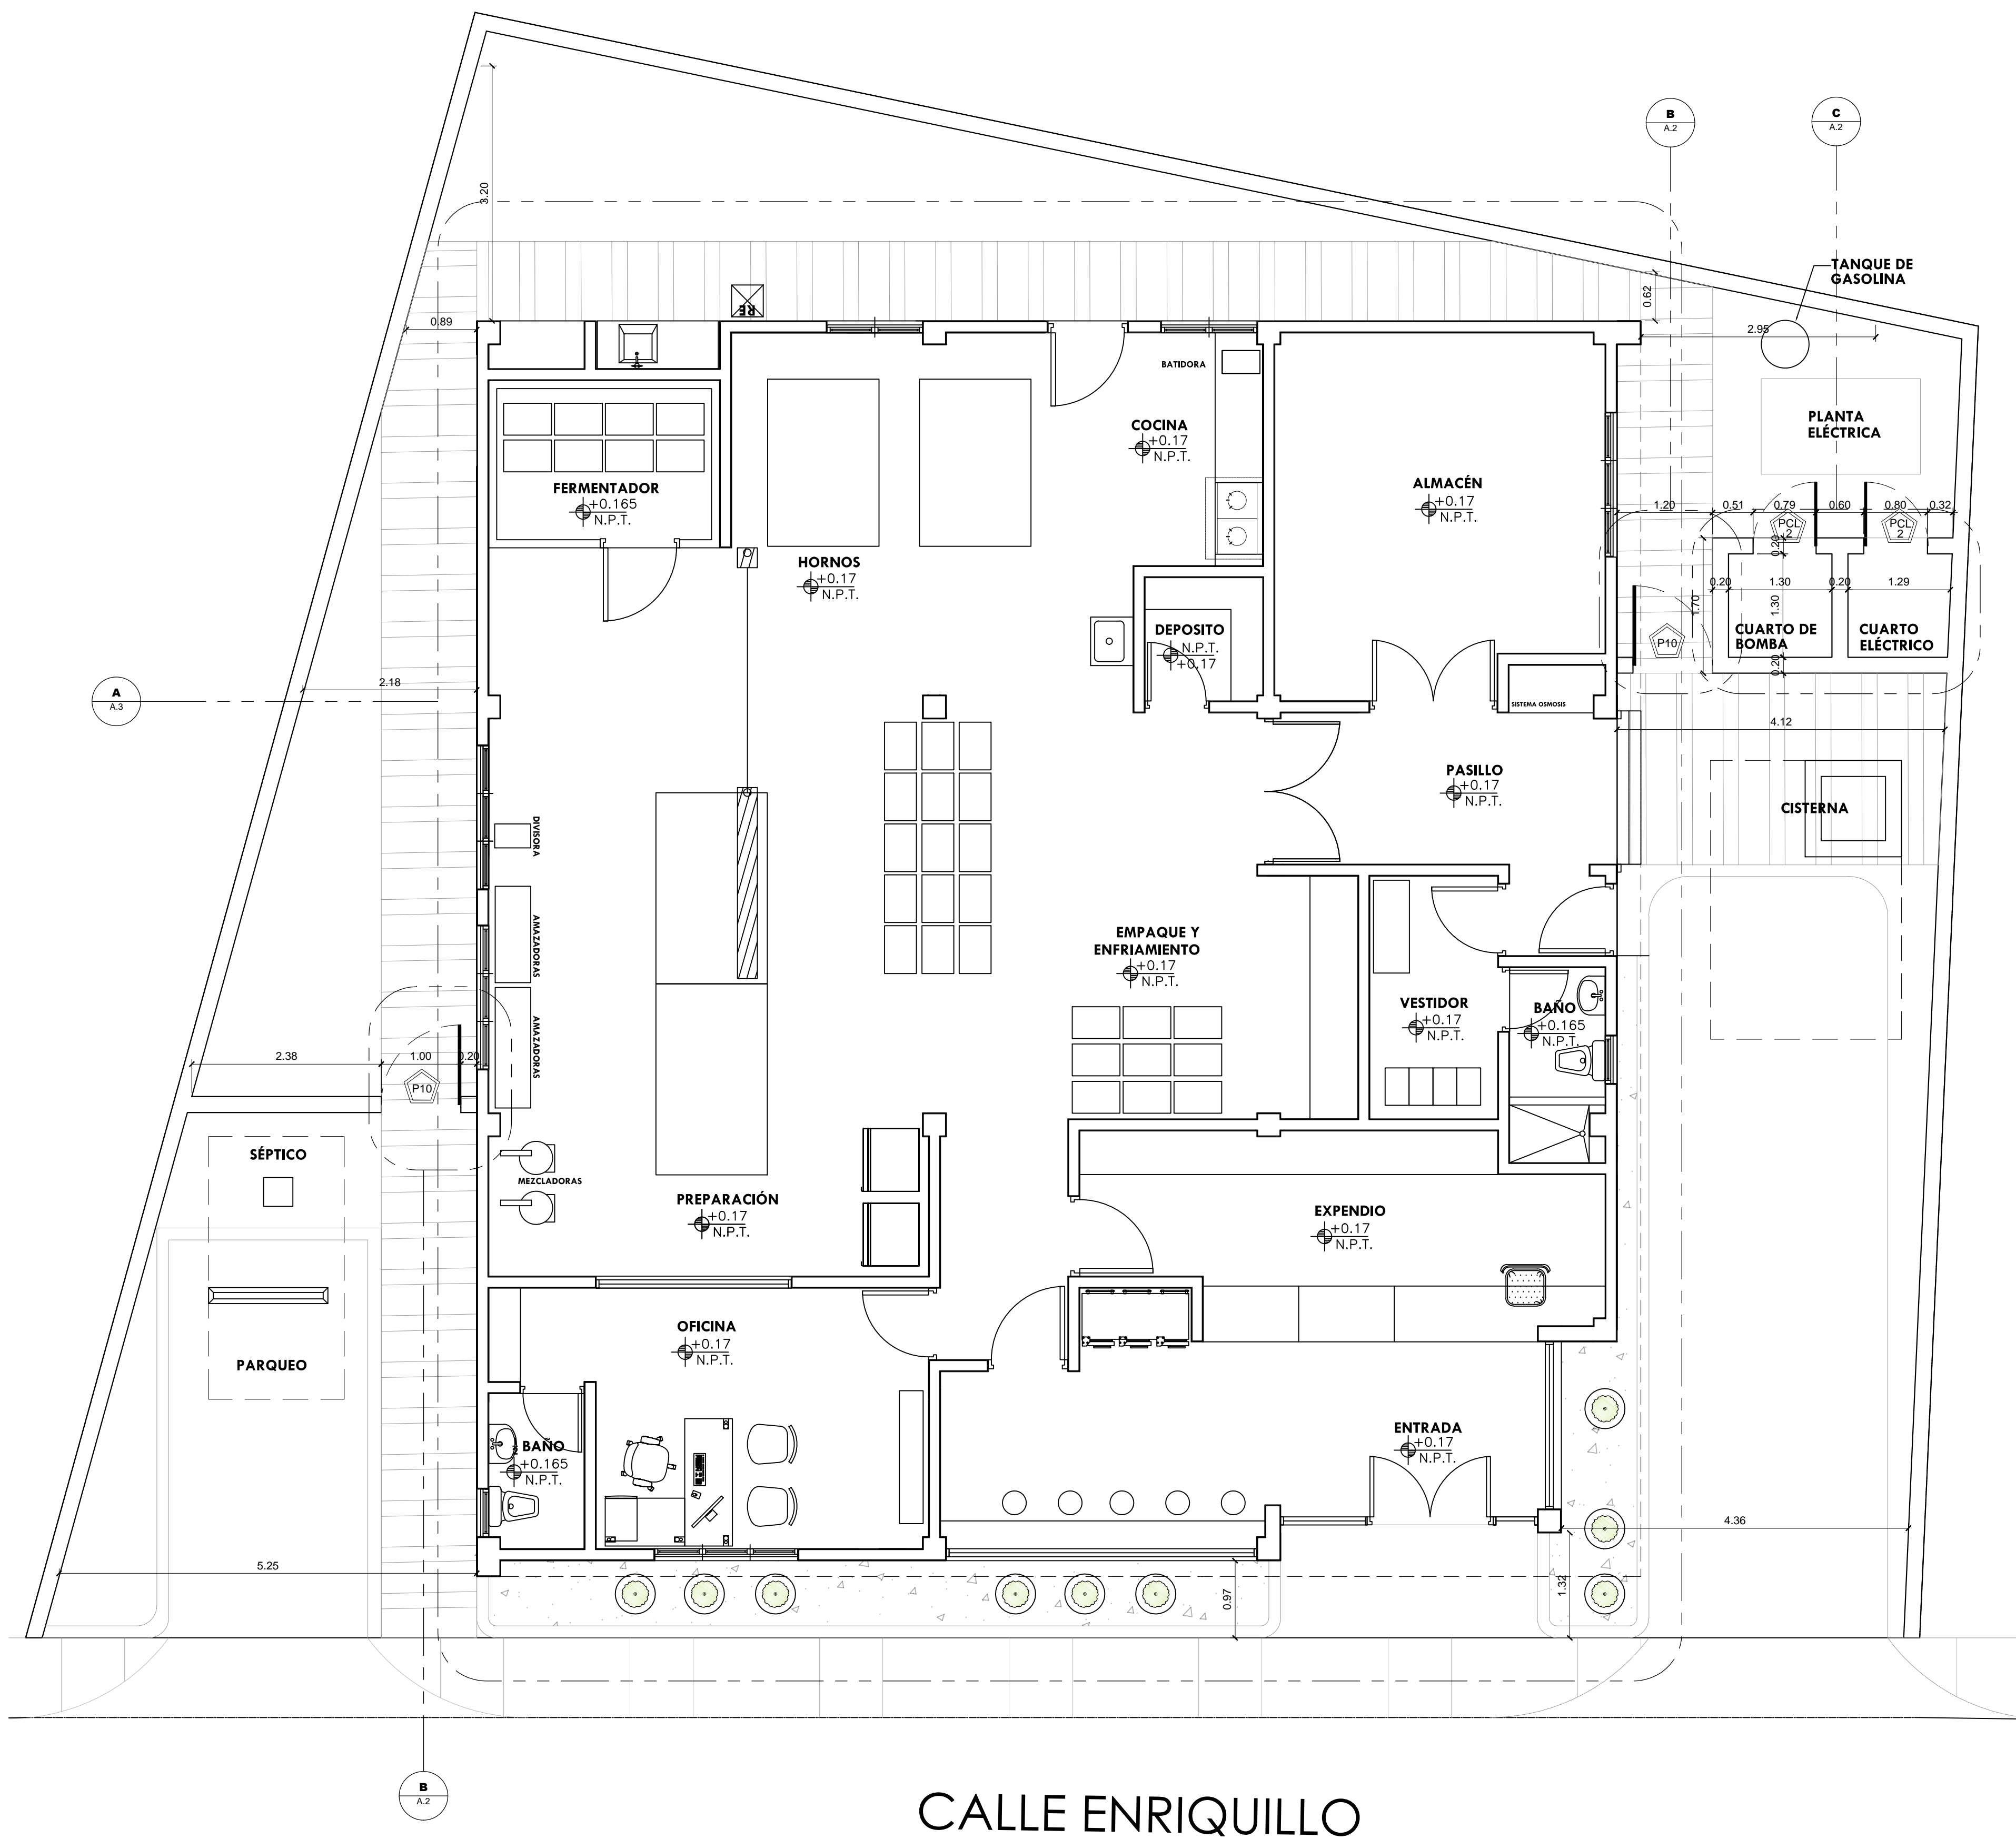 B
A.2
C
A.2
3.20
TANQUE DE
GASOLINA
0.62
RE
0.89
2.95
BATIDORA
PLANTA
ELÉCTRICA
COCINA
+0.17
N.P.T.
FERMENTADOR
+0.165
N.P.T.
ALMACÉN
+0.17
N.P.T.
1.20
0.51
0.79
0.60
0.80
0.32
PCL
2
PCL
2
0.20
HORNOS
+0.17
N.P.T.
0.20
1.30
0.20
1.29
1.70
1.30
DEPOSITO
N.P.T.
+0.17
P10
CUARTO DE
BOMBA
CUARTO
ELÉCTRICO
0.20
2.18
A
A.3
SISTEMA OSMOSIS
4.12
PASILLO
+0.17
N.P.T.
CISTERNA
DIVISORA
AMAZADORAS
EMPAQUE Y
ENFRIAMIENTO
+0.17
N.P.T.
VESTIDOR
+0.17
N.P.T.
BAÑO
+0.165
N.P.T.
AMAZADORAS
2.38
1.00
0.20
P10
SÉPTICO
MEZCLADORAS
PREPARACIÓN
+0.17
N.P.T.
EXPENDIO
+0.17
N.P.T.
OFICINA
+0.17
N.P.T.
PARQUEO
BAÑO
+0.165
N.P.T.
ENTRADA
+0.17
N.P.T.
4.36
5.25
0.97
1.32
B
A.2
CALLE ENRIQUILLO